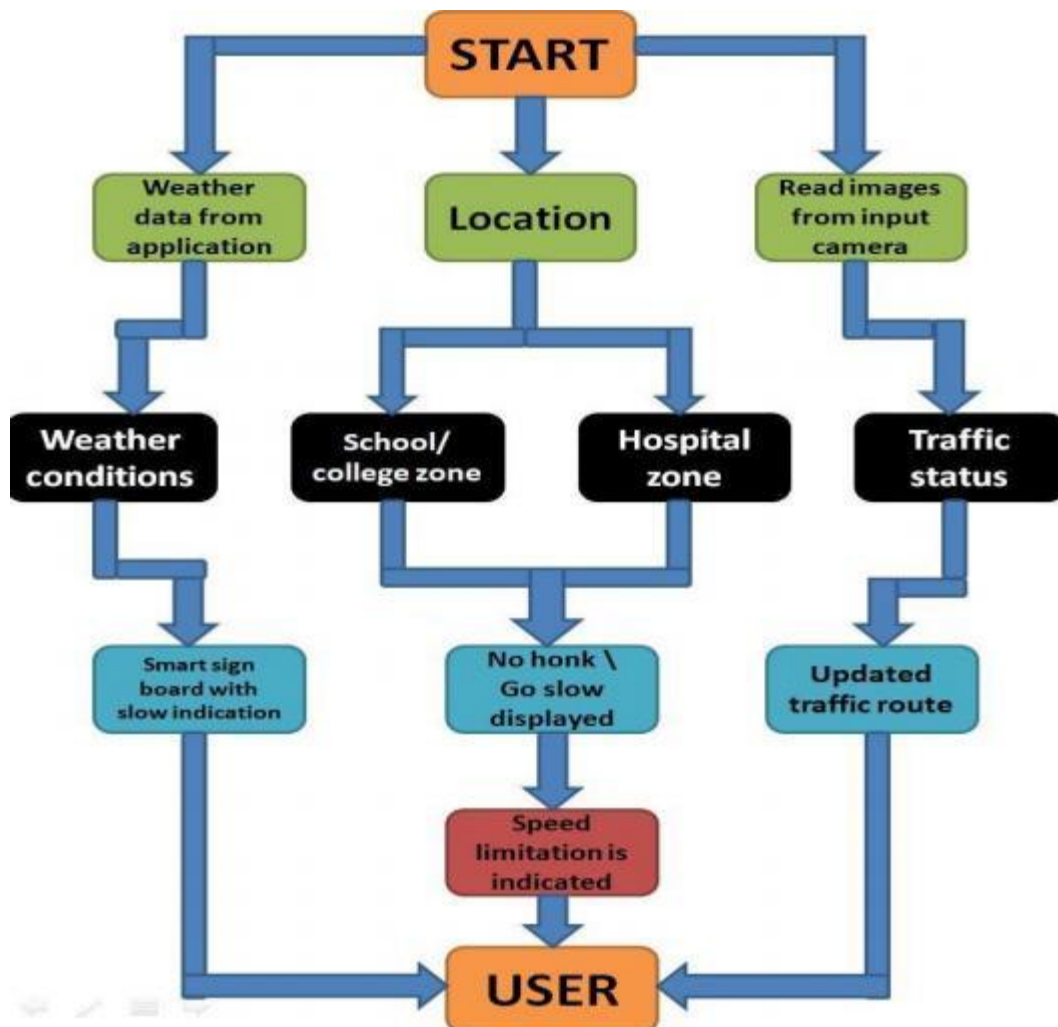 START
Weather
data from
application
Location
Read images
from input
camera
Weather
conditions
School/
college zone
Hospital
zone
Traffic
status
Smart sign
board with
slow indication
No honk \
Go slow
displayed
Updated
traffic route
Speed
limitation is
indicated
USER